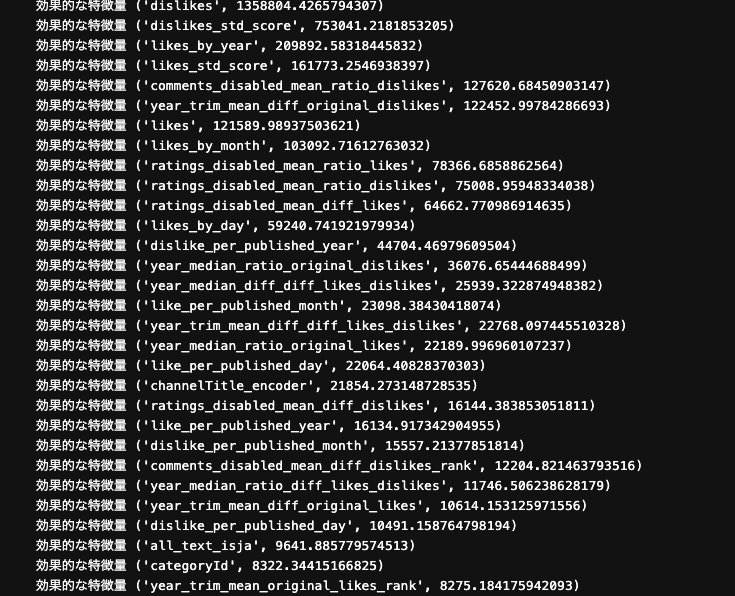 効果的な特徴量 ('dislikes', 1358804.4265794307)
効果的な特徴量 ('dislikes_std_score', 753041.2181853205)
効果的な特徴量 ('likes_by_year', 209892.58318445832)
効果的な特徴量 ('likes_std_score', 161773.2546938397)
効果的な特徴量 ('comments_disabled_mean_ratio_dislikes', 127620.68450903147)
効果的な特徴量 ('year_trim_mean_diff_original_dislikes', 122452.99784286693)
効果的な特徴量 ('likes', 121589.98937503621)
効果的な特徴量 ('likes_by_month', 103092.71612763032)
効果的な特徴量 ('ratings_disabled_mean_ratio_likes', 78366.6858862564)
効果的な特徴量 ('ratings_disabled_mean_ratio_dislikes', 75008.95948334038)
効果的な特徴量 ('ratings_disabled_mean_diff_likes', 64662.770986914635)
効果的な特徴量 ('likes_by_day', 59240.741921979934)
効果的な特徴量 ('dislike_per_published_year', 44704.46979609504)
効果的な特徴量 ('year_median_ratio_original_dislikes', 36076.65444688499)
効果的な特徴量 ('year_median_diff_diff_likes_dislikes', 25939.322874948382)
効果的な特徴量 ('like_per_published_month', 23098.38430418074)
効果的な特徴量 ('year_trim_mean_diff_diff_likes_dislikes', 22768.097445510328)
効果的な特徴量 ('year_median_ratio_original_likes', 22189.996960107237)
効果的な特徴量 ('like_per_published_day', 22064.40828370303)
効果的な特徴量 ('channelTitle_encoder', 21854.273148728535)
効果的な特徴量 ('ratings_disabled_mean_diff_dislikes', 16144.383853051811)
効果的な特徴量 ('like_per_published_year', 16134.917342904955)
効果的な特徴量 ('dislike_per_published_month', 15557.21377851814)
効果的な特徴量 ('comments_disabled_mean_diff_dislikes_rank', 12204.821463793516)
効果的な特徴量 ('year_median_ratio_diff_likes_dislikes', 11746.506238628179)
効果的な特徴量 ('year_trim_mean_diff_original_likes', 10614.153125971556)
効果的な特徴量 ('dislike_per_published_day', 10491.158764798194)
効果的な特徴量 ('all_text_isja', 9641.885779574513)
効果的な特徴量 ('categoryId', 8322.34415166825)
効果的な特徴量 ('year_trim_mean_original_likes_rank', 8275.184175942093)